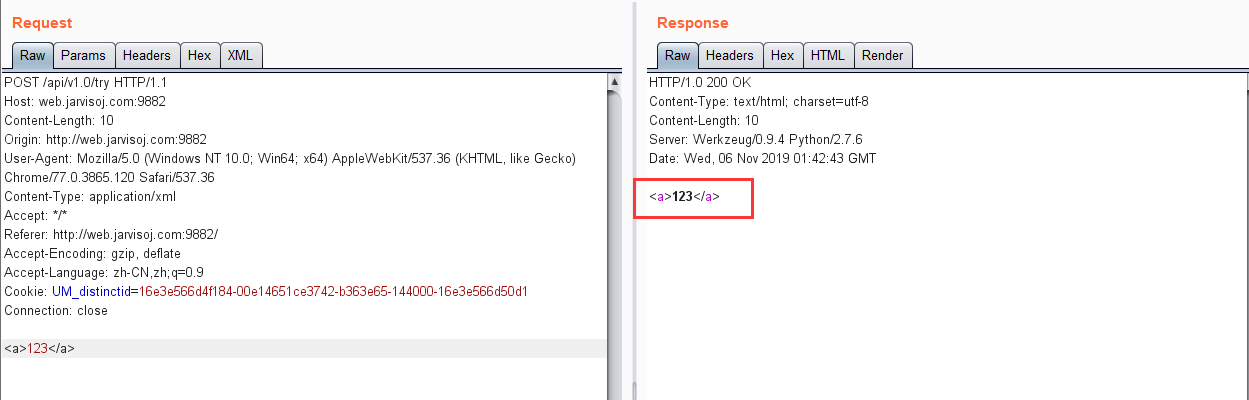 Request
Raw Params Headers Hex XML
POST /api/v1.0/try HTTP/1.1
Host: web.jarvisoj.com:9882
Content-Length: 10
Origin: http://web.jarvisoj.com:9882
User-Agent: Mozilla/5.0 (Windows NT 10.0; Win64; x64) AppleWebKit/537.36 (KHTML, like Gecko)
Chrome/77.0.3865.120 Safari/537.36
Content-Type: application/xml
Accept: */*
Referer: http://web.jarvisoj.com:9882/
Accept-Encoding: gzip, deflate
Accept-Language: zh-CN,zh;q=0.9
Cookie: UM_distinctid=16e3e566d4f184-00e14651ce3742-b363e65-144000-16e3e566d50d1
Connection: close
<a>123</a>
Response
Raw Headers Hex HTML Render
HTTP/1.0 200 OK
Content-Type: text/html; charset=utf-8
Content-Length: 10
Server: Werkzeug/0.9.4 Python/2.7.6
Date: Wed, 06 Nov 2019 01:42:43 GMT
<a>123</a>